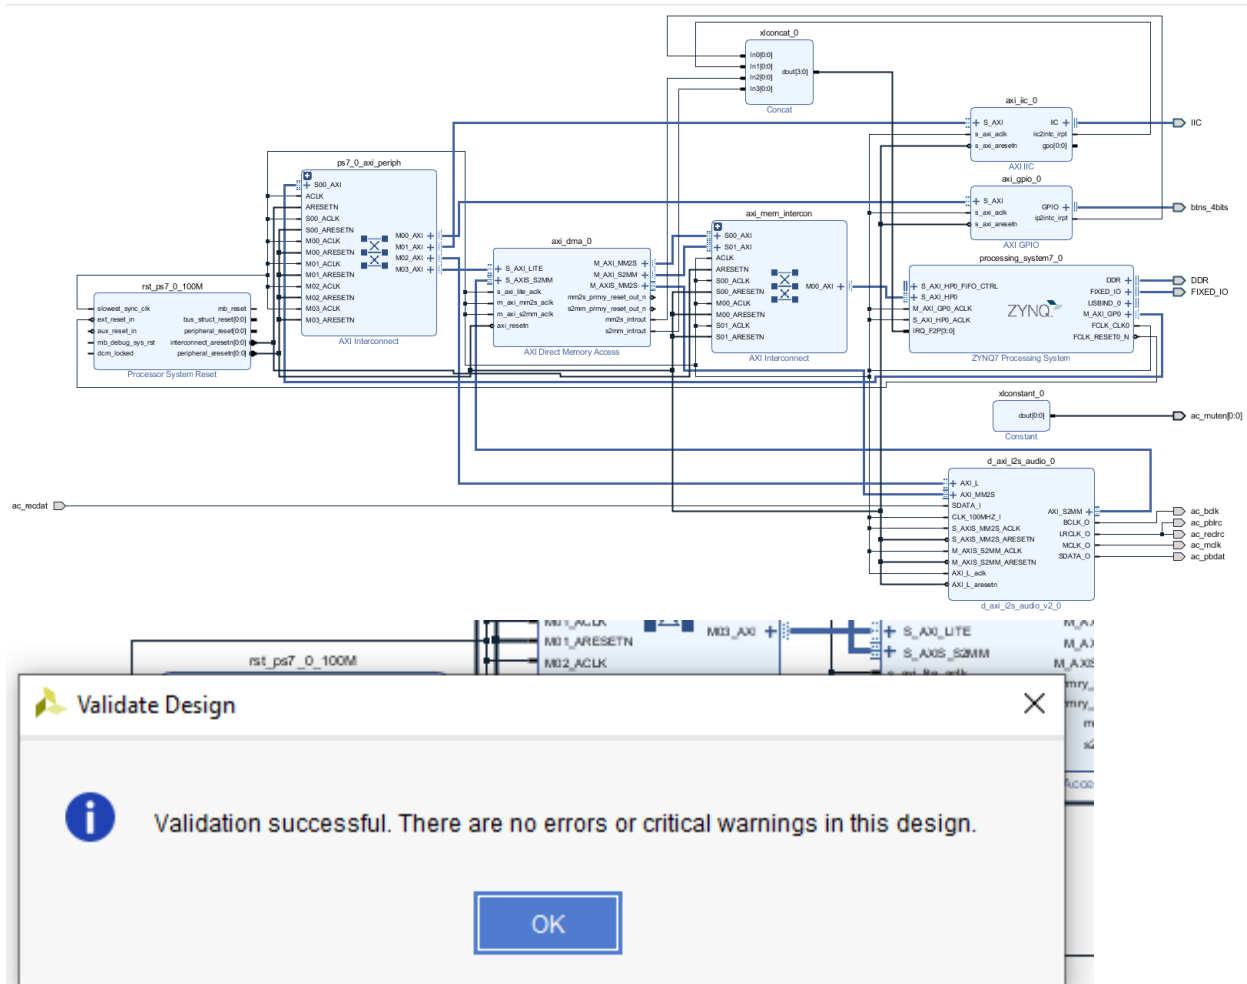 xlconcat_0
In0[0:0]
In1[0:0]
In2[0:0]
In3[0:0]
dout[3:0]
Concat
axi_iic_0
S_AXI
s_axi_aclk
s_axi_aresetn
IIC
iic2intc_irpt
gpo[0:0]
AXI IIC
IIC
axi_gpio_0
S_AXI
s_axi_aclk
s_axi_aresetn
GPIO
ip2intc_irpt
AXI GPIO
btns_4bits
ps7_0_axi_periph
S00_AXI
ACLK
ARESETN
S00_ACLK
S00_ARESETN
M00_ACLK
M00_ARESETN
M01_ACLK
M01_ARESETN
M02_ACLK
M02_ARESETN
M03_ACLK
M03_ARESETN
M00_AXI
M01_AXI
M02_AXI
M03_AXI
AXI Interconnect
axi_dma_0
S_AXI_LITE
S_AXIS_S2MM
s_axi_lite_aclk
m_axi_mm2s_aclk
m_axi_s2mm_aclk
axi_resetn
M_AXI_MM2S
M_AXI_S2MM
M_AXIS_MM2S
mm2s_prmry_reset_out_n
s2mm_prmry_reset_out_n
mm2s_introut
s2mm_introut
AXI Direct Memory Access
axi_mem_intercon
S00_AXI
S01_AXI
ACLK
ARESETN
S00_ACLK
S00_ARESETN
M00_ACLK
M00_ARESETN
S01_ACLK
S01_ARESETN
M00_AXI
AXI Interconnect
processing_system7_0
S_AXI_HP0_FIFO_CTRL
S_AXI_HP0
M_AXI_GP0_ACLK
S_AXI_HP0_ACLK
IRQ_F2P[3:0]
ZYNQ
DDR
FIXED_IO
USBIND_0
M_AXI_GP0
FCLK_CLK0
FCLK_RESET0_N
ZYNQ7 Processing System
DDR
FIXED_IO
rst_ps7_0_100M
slowest_sync_clk
ext_reset_in
aux_reset_in
mb_debug_sys_rst
dcm_locked
mb_reset
bus_struct_reset[0:0]
peripheral_reset[0:0]
interconnect_aresetn[0:0]
peripheral_aresetn[0:0]
Processor System Reset
xlconstant_0
dout[0:0]
Constant
ac_muten[0:0]
d_axi_i2s_audio_0
AXI_L
AXI_MM2S
SDATA_I
CLK_100MHZ_I
S_AXIS_MM2S_ACLK
S_AXIS_MM2S_ARESETN
M_AXIS_S2MM_ACLK
M_AXIS_S2MM_ARESETN
AXI_L_aclk
AXI_L_aresetn
AXI_S2MM
BCLK_O
LRCLK_O
MCLK_O
SDATA_O
d_axi_i2s_audio_v2_0
ac_recdat
ac_bclk
ac_pblrc
ac_reclrc
ac_mclk
ac_pbdat
M01_ACLK
M01_ARESETN
M02_ACLK
M03_AXI
S_AXI_LITE
S_AXIS_S2MM
rst_ps7_0_100M
Validate Design
Validation successful. There are no errors or critical warnings in this design.
OK